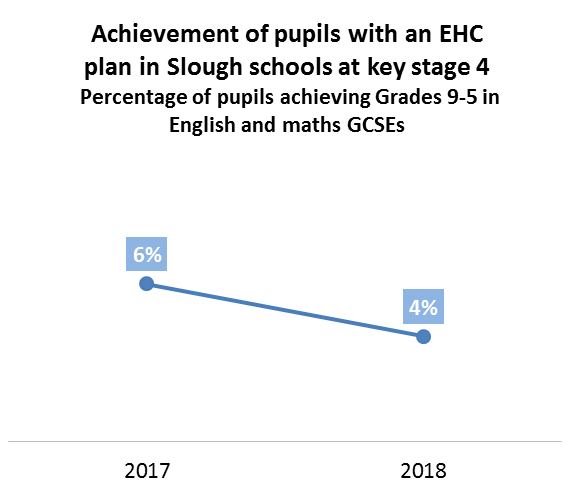 Achievement of pupils with an EHC
plan in Slough schools at key stage 4
Percentage of pupils achieving Grades 9-5 in
English and maths GCSEs
6%
4%
2017
2018